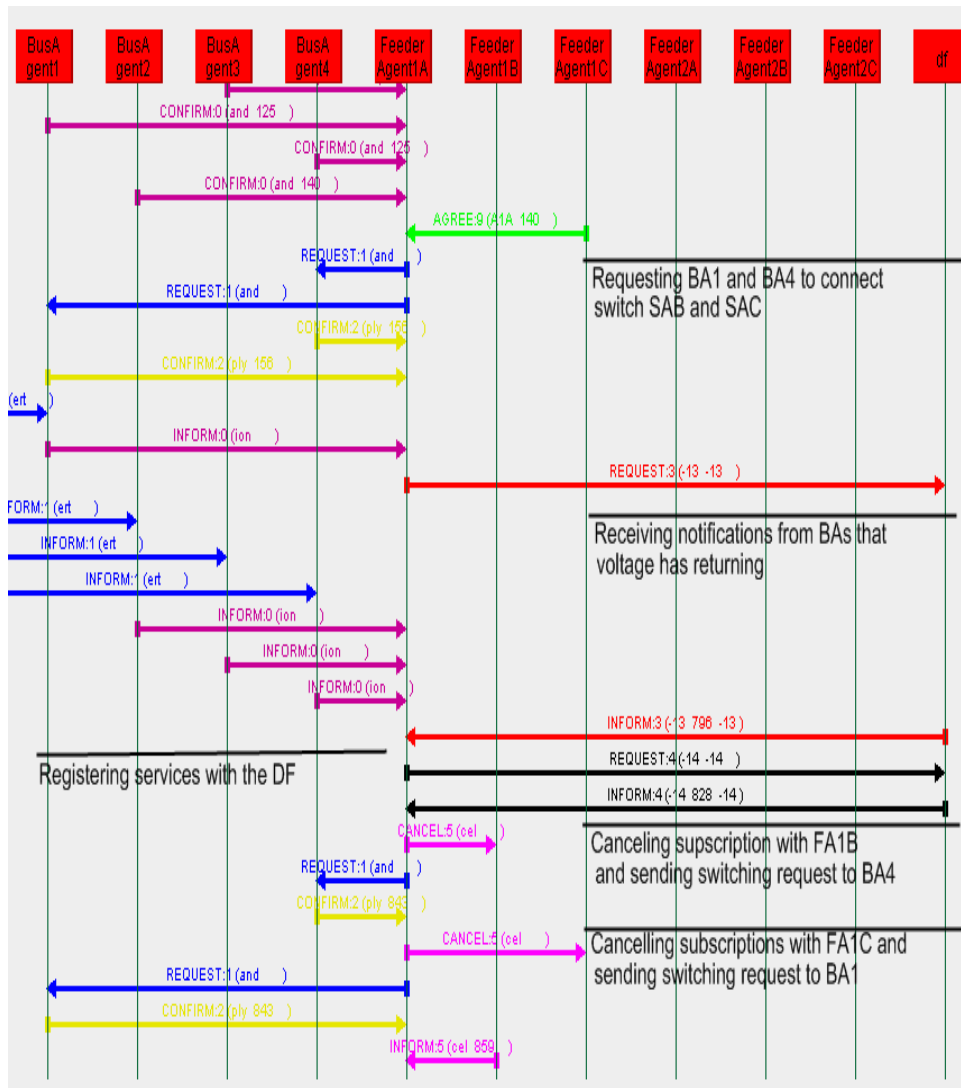 BusA
gent1
BusA
gent2
BusA
gent3
BusA
gent4
Feeder
Agent1A
Feeder
Agent1B
Feeder
Agent1C
Feeder
Agent2A
Feeder
Agent2B
Feeder
Agent2C
df
CONFIRM:0 (and 125 )
CONFIRM:0 (and 125 )
CONFIRM:0 (and 140 )
AGREE:9 (A1A 140 )
REQUEST:1 (and )
Requesting BA1 and BA4 to connect
switch SAB and SAC
REQUEST:1 (and )
CONFIRM:2 (ply 156 )
CONFIRM:2 (ply 156 )
(ert )
INFORM:0 (ion )
REQUEST:3 (-13 -13 )
FORM:1 (ert )
Receiving notifications from BAs that
voltage has returning
INFORM:1 (ert )
INFORM:1 (ert )
INFORM:0 (ion )
INFORM:0 (ion )
INFORM:0 (ion )
INFORM:3 (-13 796 -13)
Registering services with the DF
REQUEST:4 (-14 -14 )
INFORM:4 (-14 828 -14)
CANCEL:5 (cel )
Canceling supscription with FA1B
and sending switching request to BA4
REQUEST:1 (and )
CONFIRM:2 (ply 843 )
CANCEL:5 (cel )
Cancelling subscriptions with FA1C and
sending switching request to BA1
REQUEST:1 (and )
CONFIRM:2 (ply 843 )
INFORM:5 (cel 859 )